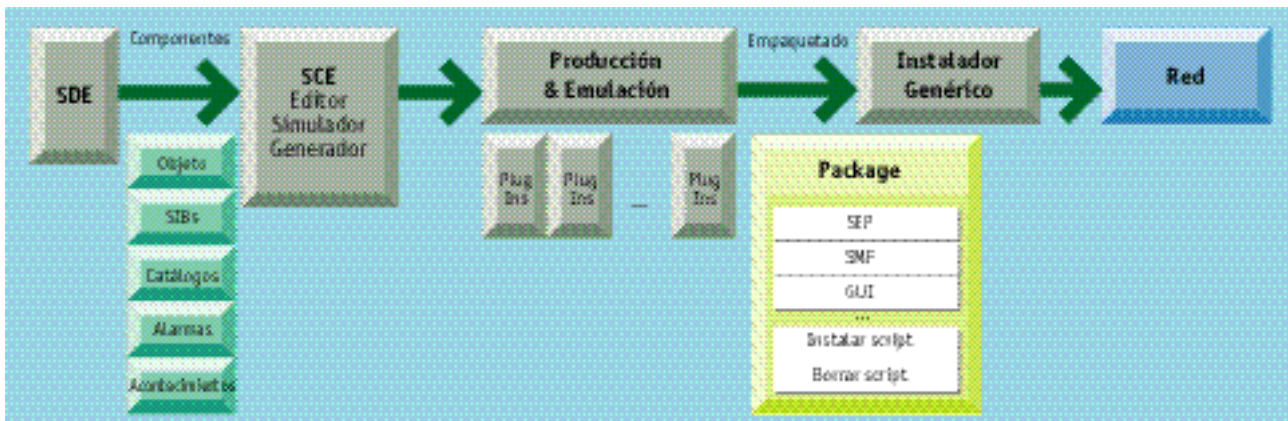 SDE
Componentes
Objeto
SIBs
Catálogos
Alarmas
Acontecimientos
SCE
Editor
Simulador
Generador
Producción
& Emulación
Plug
Ins
Plug
Ins
...
Plug
Ins
Empaquetado
Package
SEP
SMF
GUI
...
Instalar script
Borrar script
Instalador
Genérico
Red